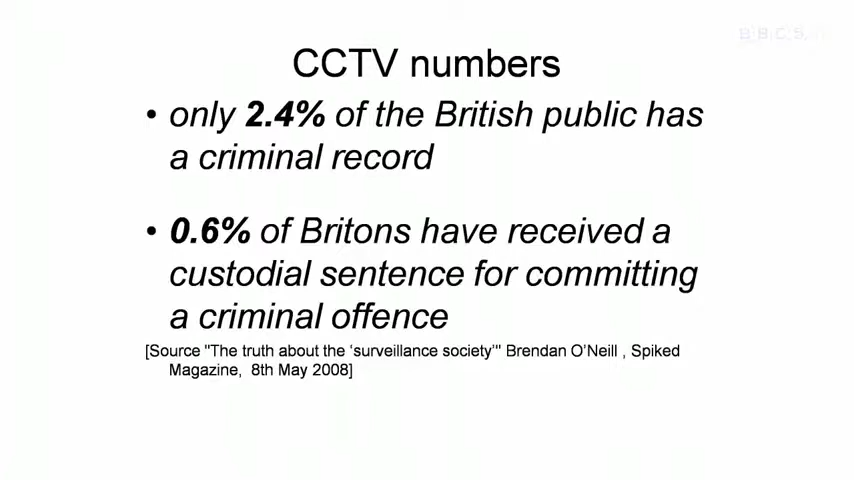 CCTV numbers
• only 2.4% of the British public has
a criminal record
• 0.6% of Britons have received a
custodial sentence for committing
a criminal offence
[Source "The truth about the ‘surveillance society’" Brendan O’Neill , Spiked
Magazine,  8th May 2008]